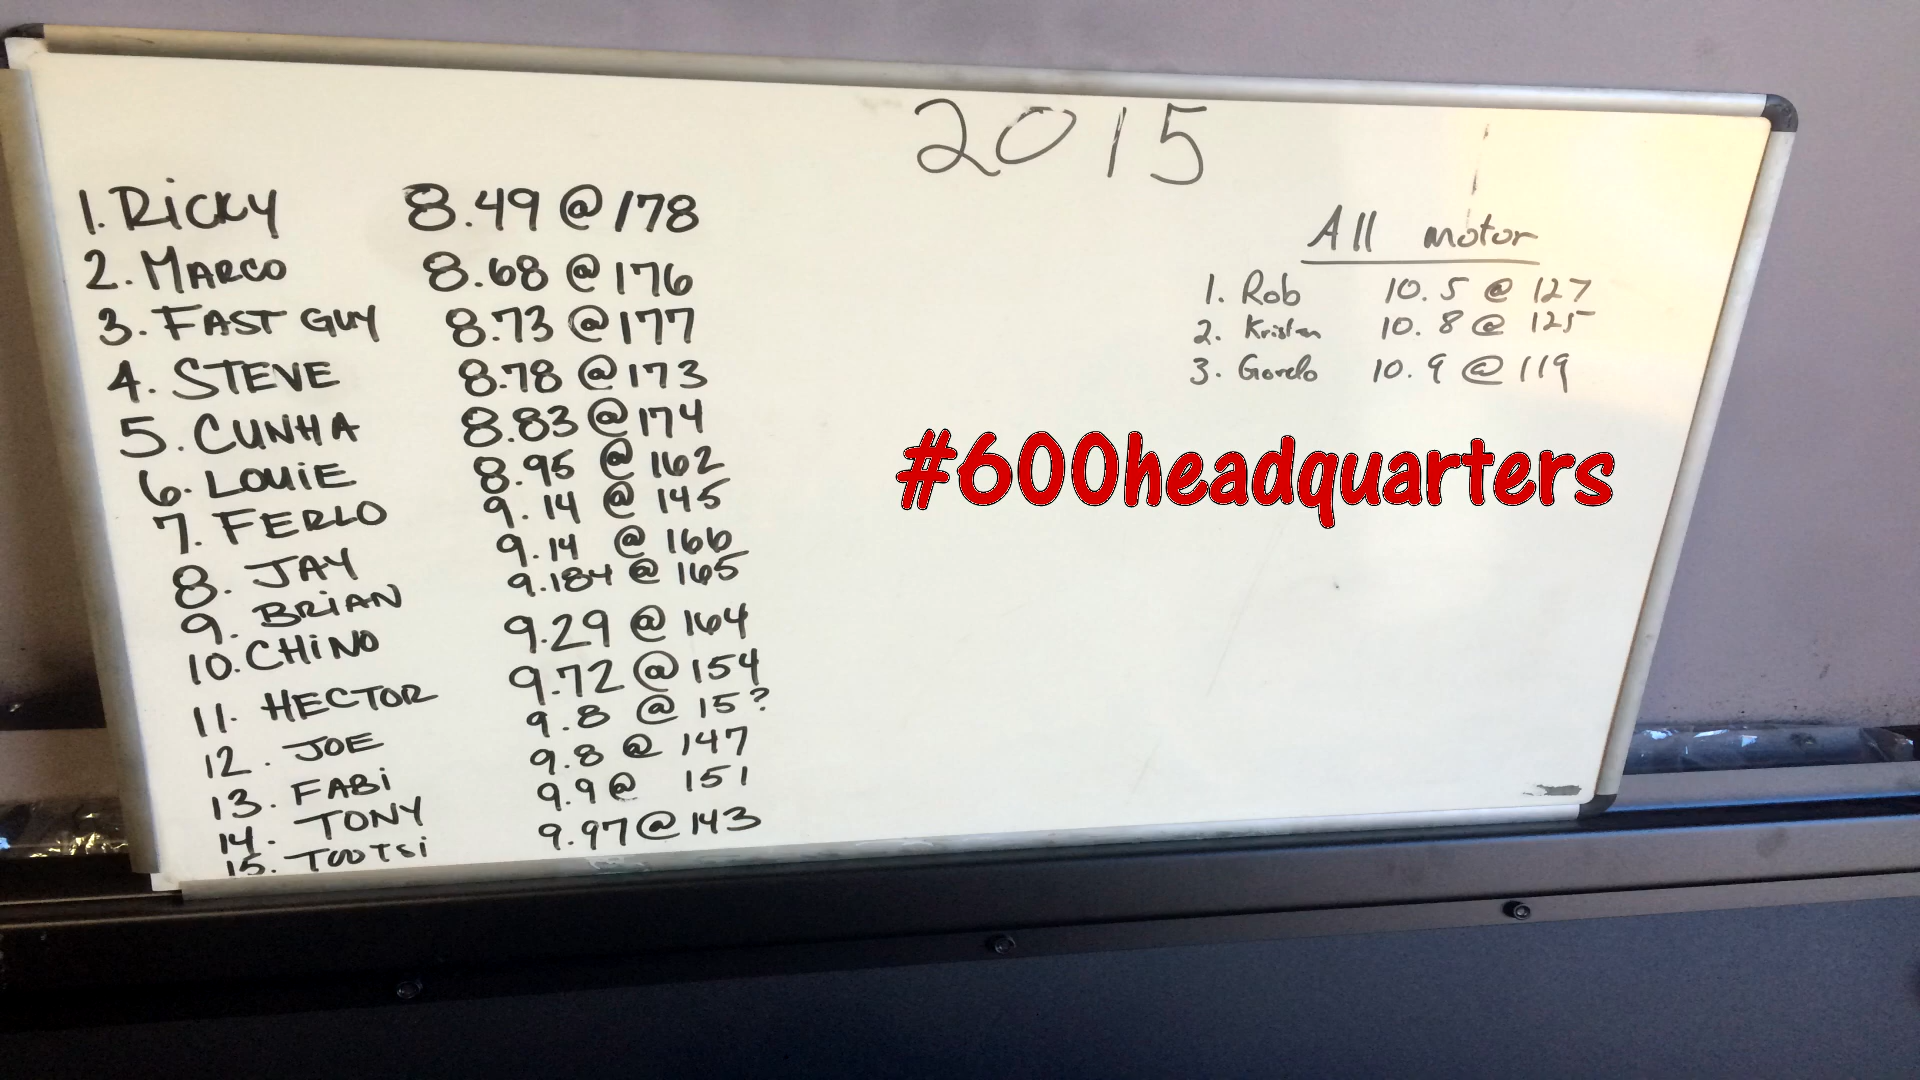 2015
1. RICKY 8.49 @ 178
2. MARCO 8.68 @ 176
3. FAST GUY 8.73 @ 177
4. STEVE 8.78 @ 173
5. CUNHA 8.83 @ 174
6. LOUIE 8.95 @ 162
7. FERLO 9.14 @ 145
8. JAY 9.14 @ 166
9. BRIAN 9.184 @ 165
10. CHINO 9.29 @ 164
11. HECTOR 9.72 @ 154
12. JOE 9.8 @ 15?
13. FABI 9.8 @ 147
14. TONY 9.9 @ 151
15. TOOTSI 9.97 @ 143
All motor
1. Rob 10.5 @ 127
2. Kristen 10.8 @ 125
3. Gordo 10.9 @ 119
#600headquarters